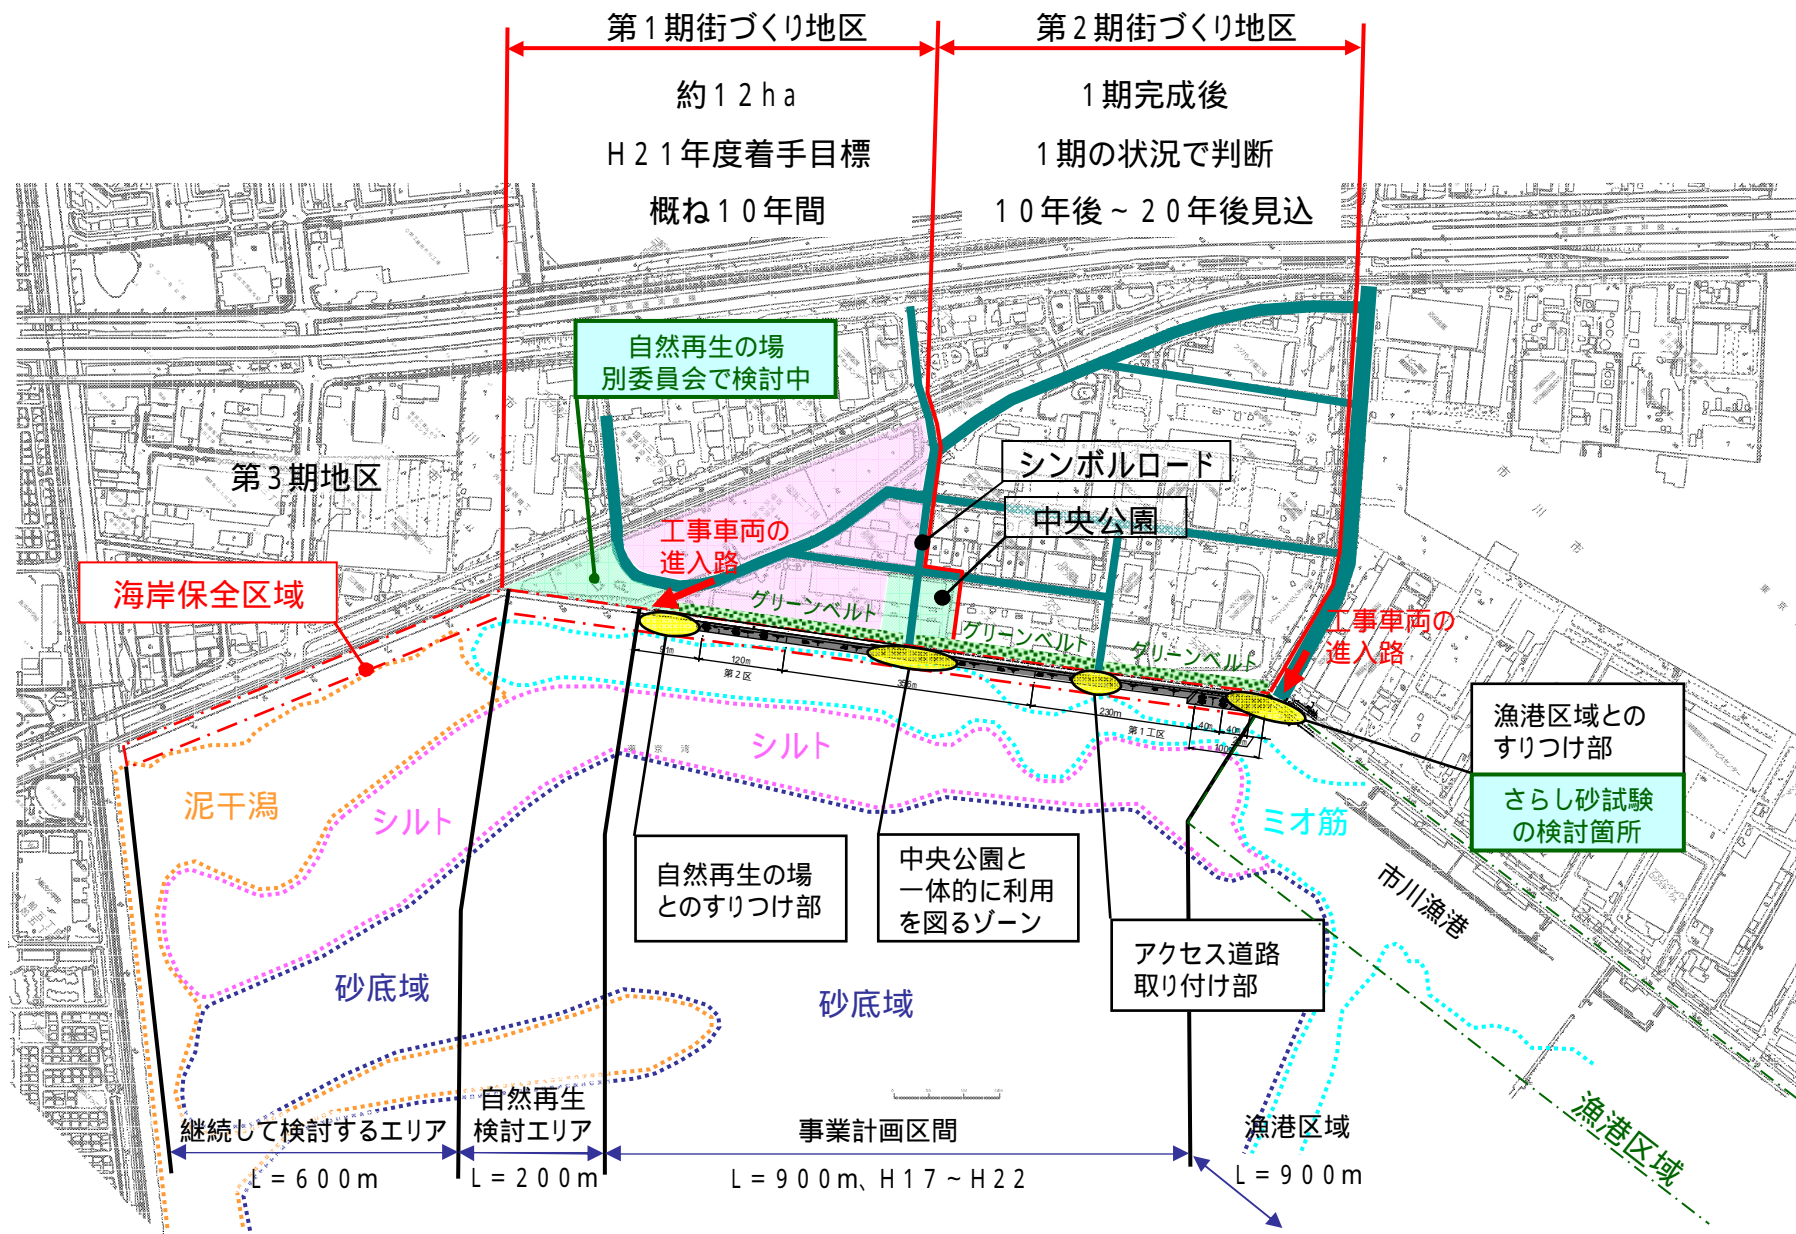 第1期街づくり地区
第2期街づくり地区
約12ha
1期完成後
H21年度着手目標
1期の状況で判断
概ね10年間
10年後~20年後見込
自然再生の場
別委員会で検討中
第3期地区
シンボルロード
中央公園
工事車両の
進入路
海岸保全区域
グリーンベルト
グリーンベルト
グリーンベルト
工事車両の
進入路
120m
第2区
230m
第1工区
40m
40m
100m
漁港区域との
すりつけ部
さらし砂試験
の検討箇所
シルト
泥干潟
シルト
ミオ筋
自然再生の場
とのすりつけ部
中央公園と
一体的に利用
を図るゾーン
市川漁港
アクセス道路
取り付け部
砂底域
砂底域
漁港区域
継続して検討するエリア
L=600m
自然再生
検討エリア
L=200m
事業計画区間
L=900m、H17~H22
漁港区域
L=900m